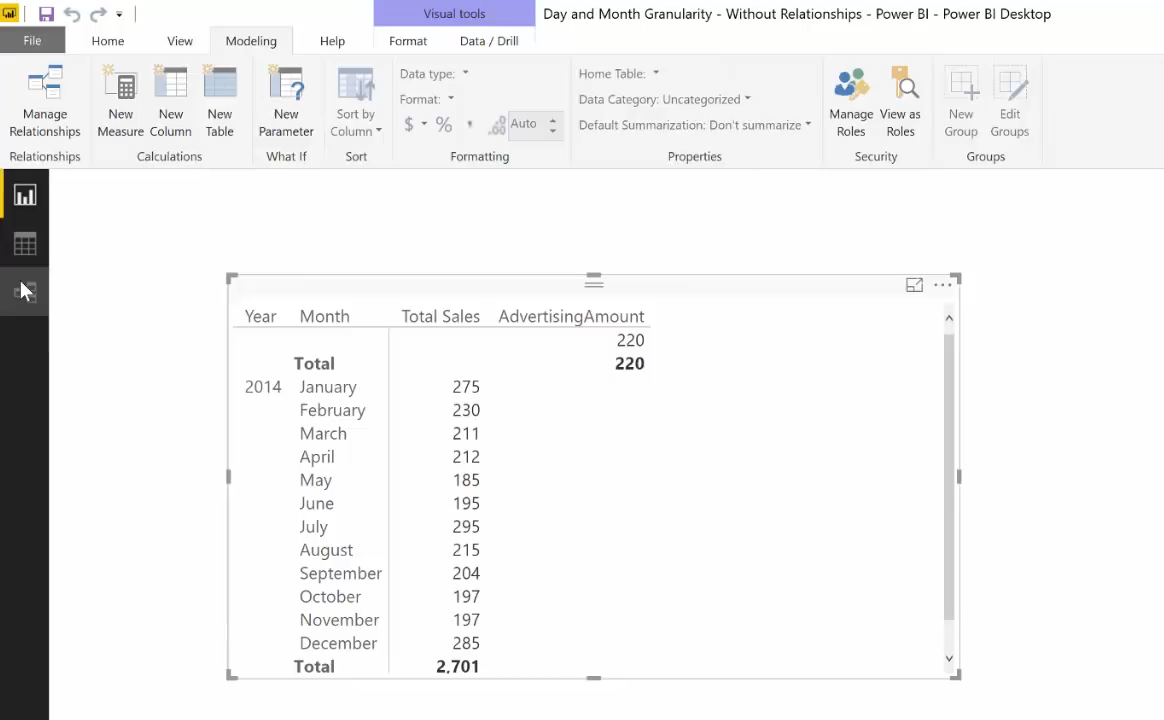 Visual tools
Day and Month Granularity - Without Relationships - Power BI - Power BI Desktop
File Home View Modeling Help Format Data / Drill
Manage Relationships
New Measure
New Column
New Table
New Parameter
Sort by Column
Data type:
Format:
$ % , .00 Auto
Home Table:
Data Category: Uncategorized
Default Summarization: Don't summarize
Manage Roles
View as Roles
New Group
Edit Groups
Relationships Calculations What If Sort Formatting Properties Security Groups
Year Month Total Sales AdvertisingAmount
220
Total 220
2014 January 275
February 230
March 211
April 212
May 185
June 195
July 295
August 215
September 204
October 197
November 197
December 285
Total 2,701